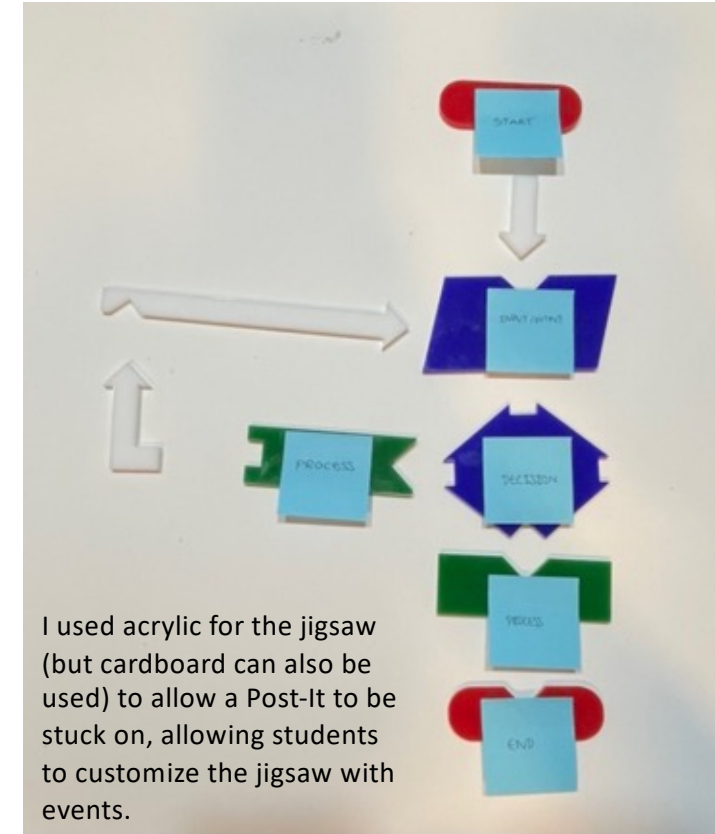 START
INPUT/OUTPUT
PROCESS
DECISION
PROCESS
END
I used acrylic for the jigsaw
(but cardboard can also be
used) to allow a Post-It to be
stuck on, allowing students
to customize the jigsaw with
events.